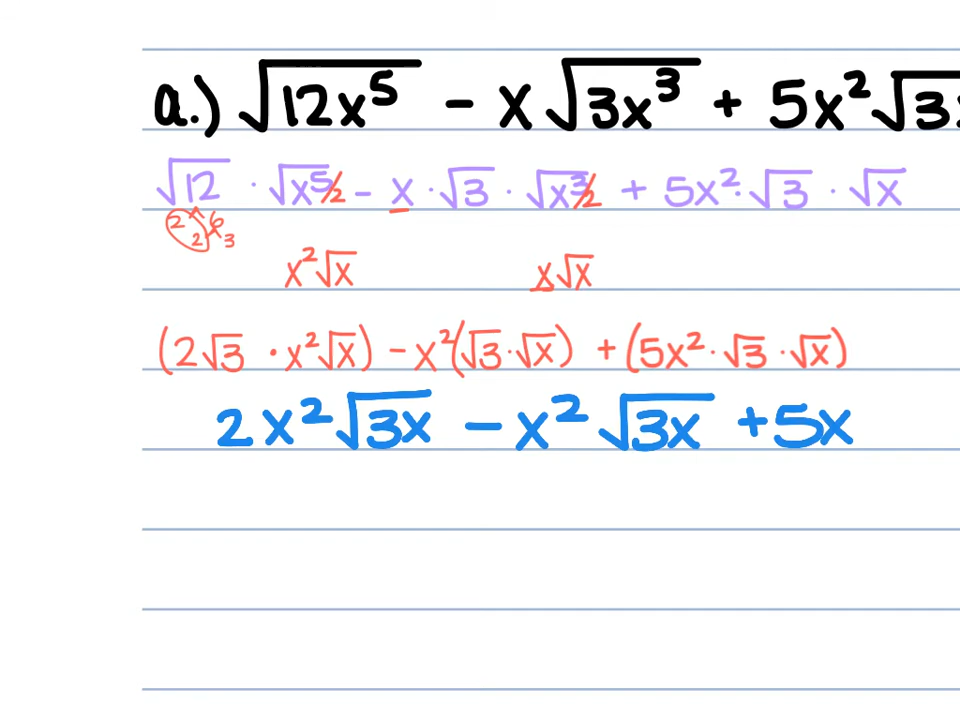 a.) √12x⁵ - x√3x³ + 5x²√3x
√12 · √x⁵/2 - x · √3 · √x³/2 + 5x² · √3 · √x
2 6
2 3
x²√x x√x
(2√3 · x²√x) - x²(√3 · √x) + (5x² · √3 · √x)
2x²√3x - x²√3x + 5x